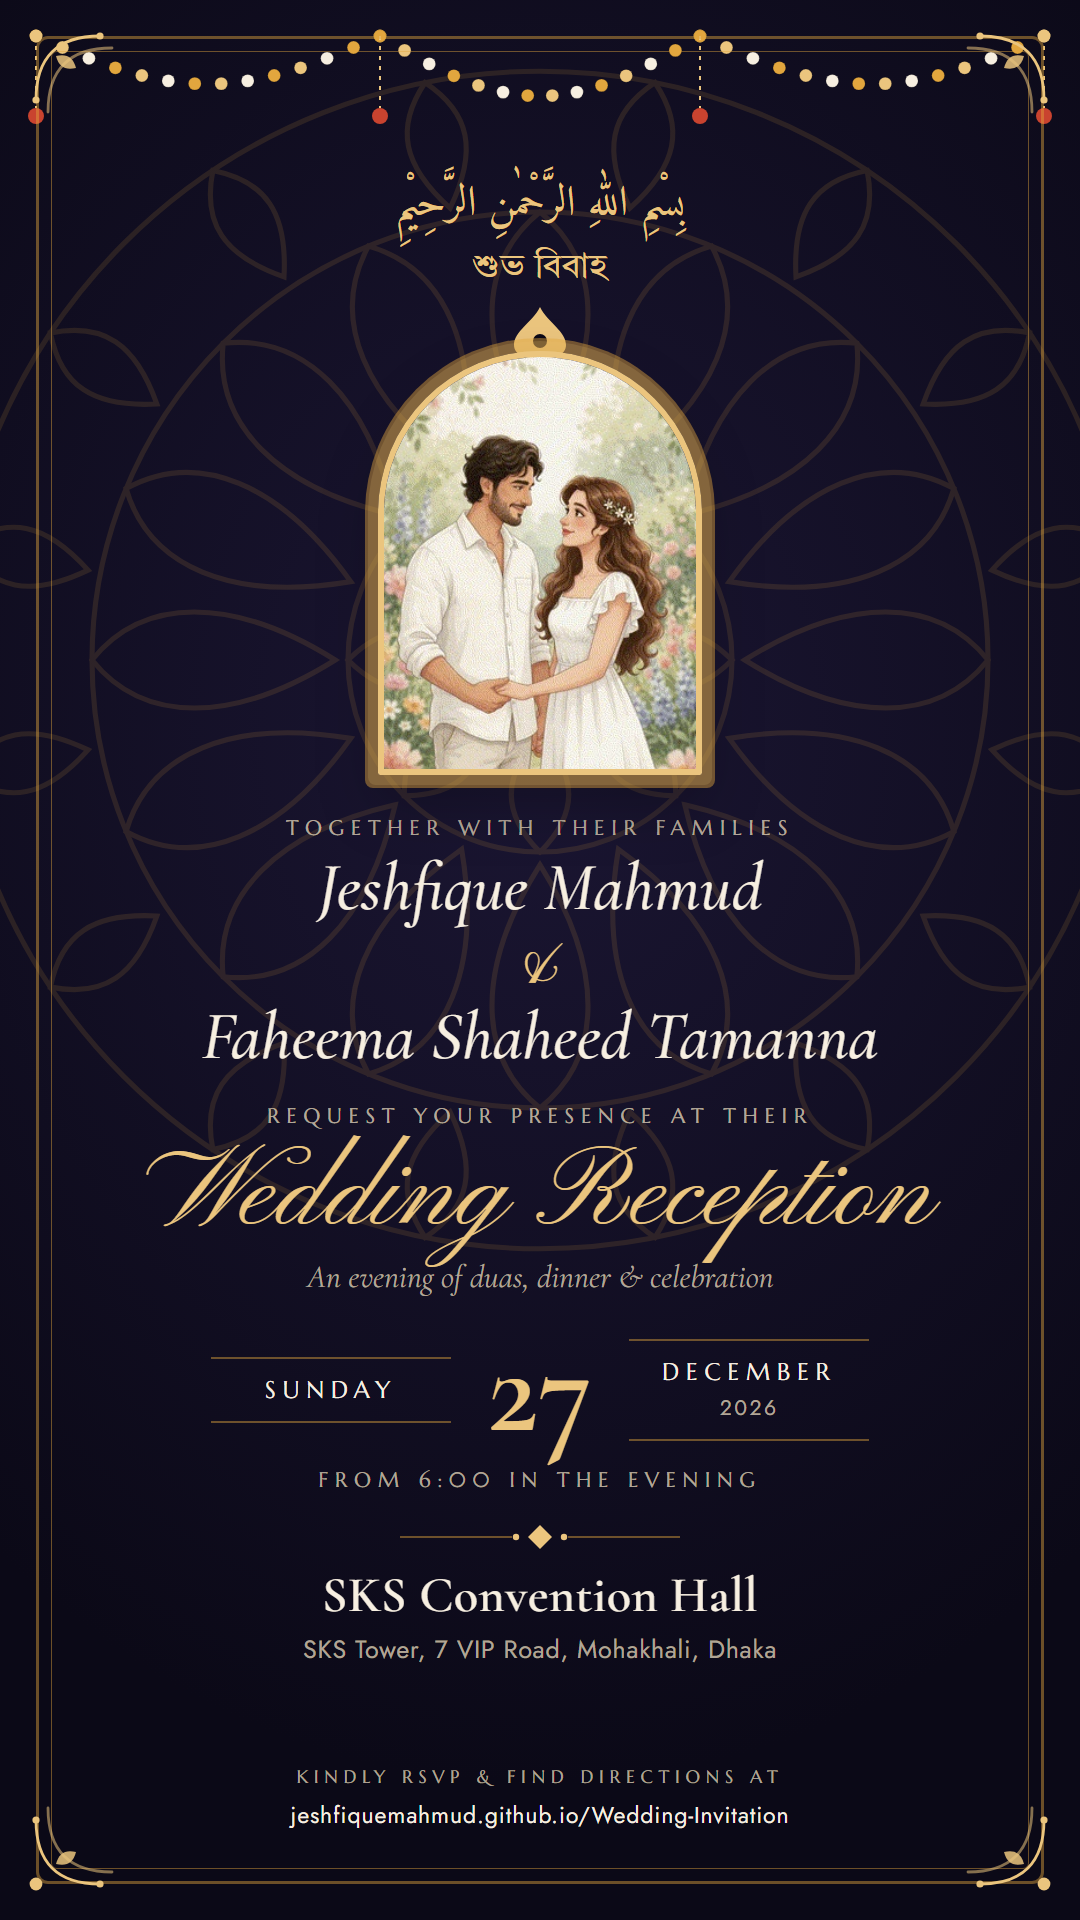 بِسْمِ اللّٰهِ الرَّحْمٰنِ الرَّحِيْمِ
শুভ বিবাহ
TOGETHER WITH THEIR FAMILIES
Jeshfique Mahmud
&
Faheema Shaheed Tamanna
REQUEST YOUR PRESENCE AT THEIR
Wedding Reception
An evening of duas, dinner & celebration
SUNDAY
27
DECEMBER
2026
FROM 6:00 IN THE EVENING
SKS Convention Hall
SKS Tower, 7 VIP Road, Mohakhali, Dhaka
KINDLY RSVP & FIND DIRECTIONS AT
jeshfiquemahmud.github.io/Wedding-Invitation